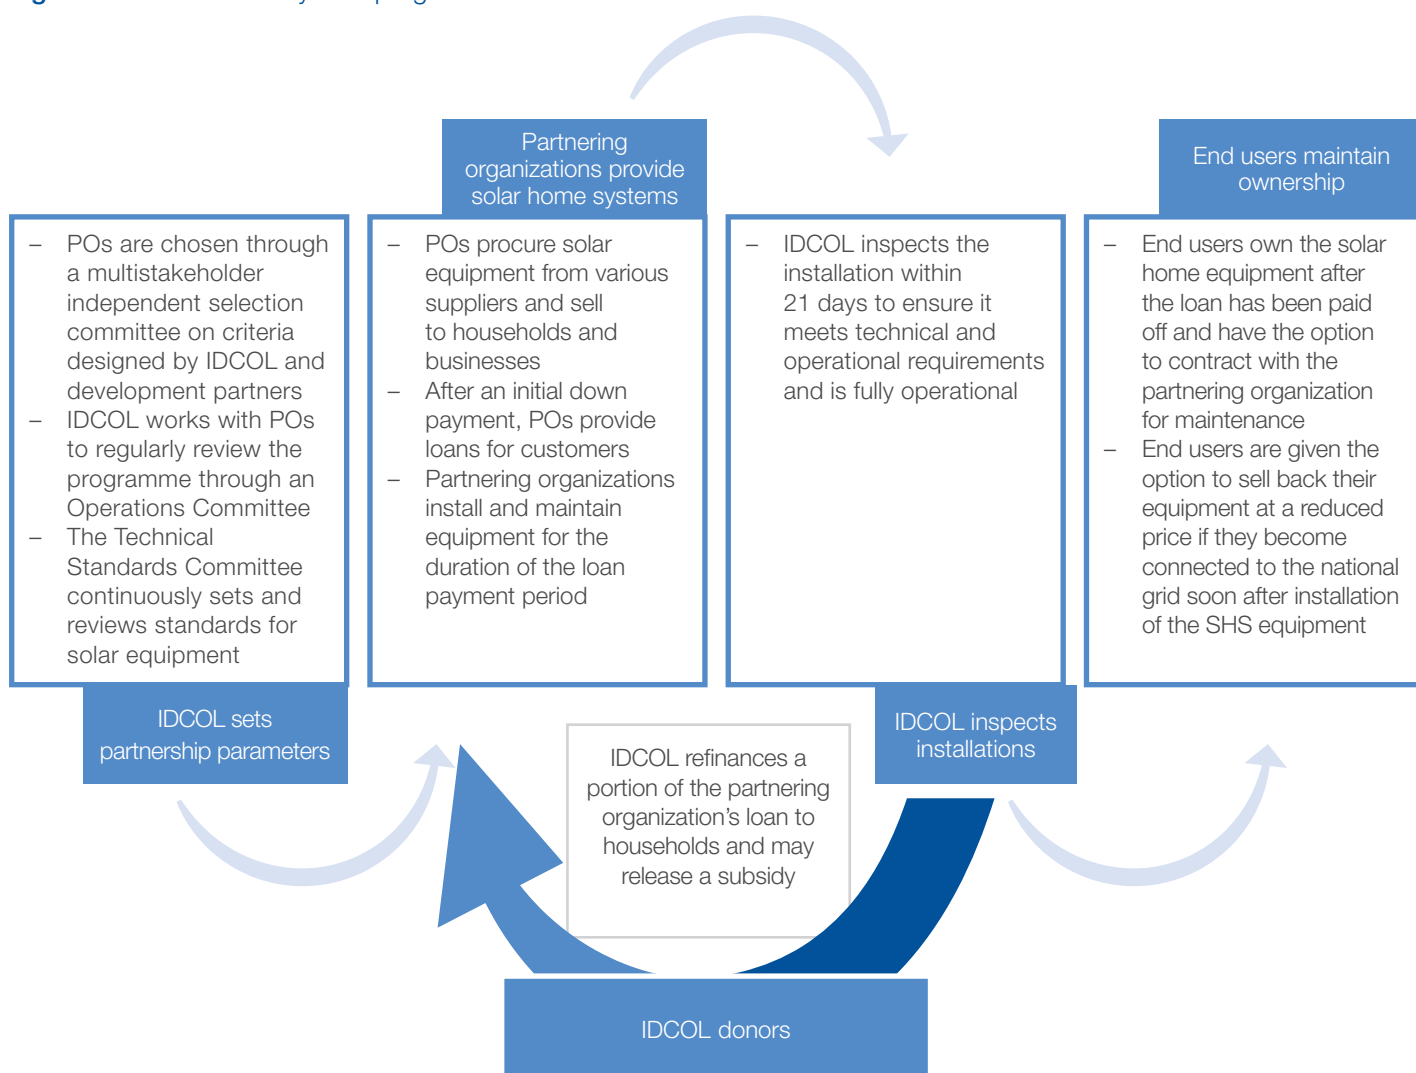 Partnering
organizations provide
solar home systems
End users maintain
ownership
– POs are chosen through
a multistakeholder
independent selection
committee on criteria
designed by IDCOL and
development partners
– IDCOL works with POs
to regularly review the
programme through an
Operations Committee
– The Technical
Standards Committee
continuously sets and
reviews standards for
solar equipment
– POs procure solar
equipment from various
suppliers and sell
to households and
businesses
– After an initial down
payment, POs provide
loans for customers
– Partnering organizations
install and maintain
equipment for the
duration of the loan
payment period
– IDCOL inspects the
installation within
21 days to ensure it
meets technical and
operational requirements
and is fully operational
– End users own the solar
home equipment after
the loan has been paid
off and have the option
to contract with the
partnering organization
for maintenance
– End users are given the
option to sell back their
equipment at a reduced
price if they become
connected to the national
grid soon after installation
of the SHS equipment
IDCOL sets
partnership parameters
IDCOL inspects
installations
IDCOL refinances a
portion of the partnering
organization’s loan to
households and may
release a subsidy
IDCOL donors